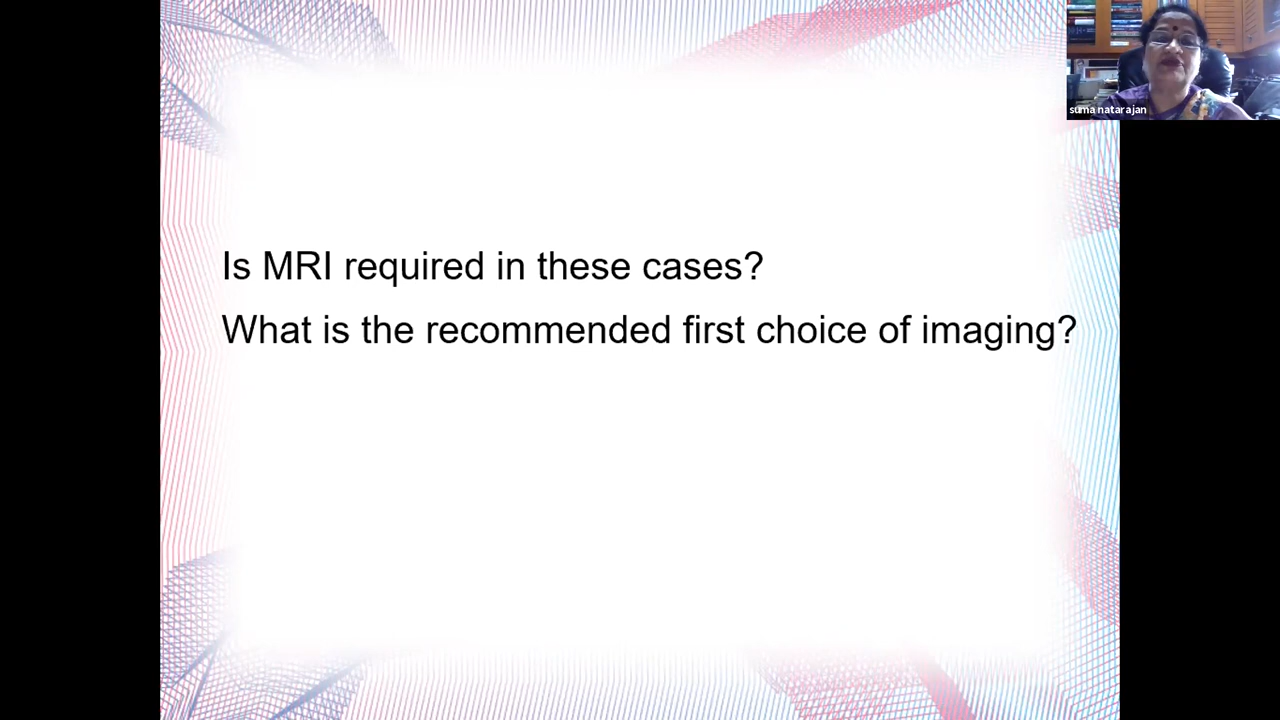 suma natarajan
Is MRI required in these cases?
What is the recommended first choice of imaging?